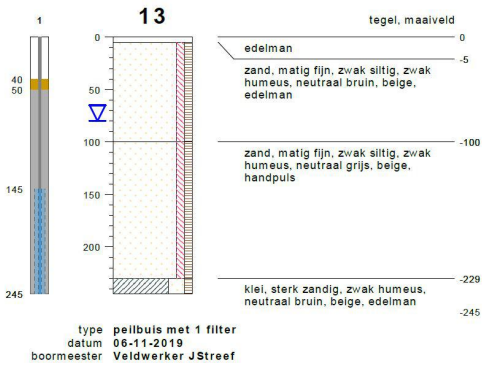 1
13
tegel, maaiveld
0
0
edelman
-5
zand, matig fijn, zwak siltig, zwak
humeus, neutraal bruin, beige,
edelman
40
50
50
100
-100
zand, matig fijn, zwak siltig, zwak
humeus, neutraal grijs, beige,
handpuls
145
150
200
-229
klei, sterk zandig, zwak humeus,
neutraal bruin, beige, edelman
245
-245
type peilbuis met 1 filter
datum 06-11-2019
boormeester Veldwerker JStreef